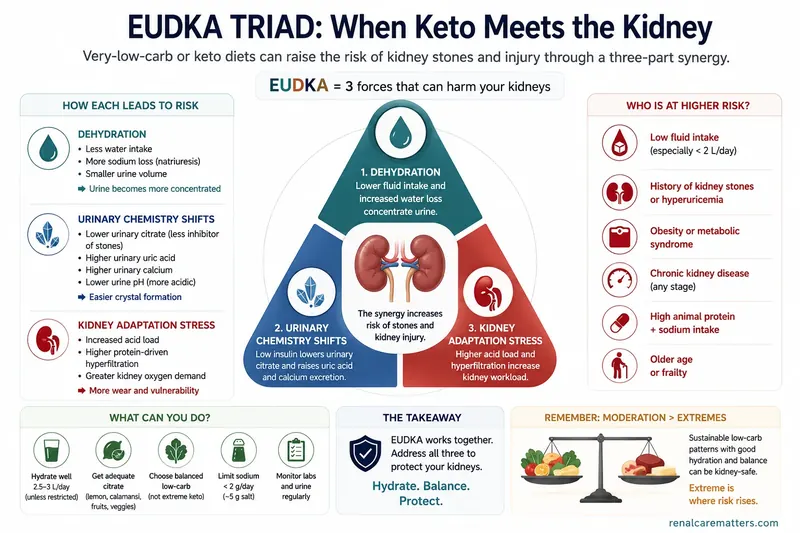 EUDKA TRIAD: When Keto Meets the Kidney
Very-low-carb or keto diets can raise the risk of kidney stones and injury through a three-part synergy.
EUDKA = 3 forces that can harm your kidneys
HOW EACH LEADS TO RISK
DEHYDRATION
• Less water intake
• More sodium loss (natriuresis)
• Smaller urine volume
➡ Urine becomes more concentrated
URINARY CHEMISTRY SHIFTS
• Lower urinary citrate (less inhibitor
of stones)
• Higher urinary uric acid
• Higher urinary calcium
• Lower urine pH (more acidic)
➡ Easier crystal formation
KIDNEY ADAPTATION STRESS
• Increased acid load
• Higher protein-driven
hyperfiltration
• Greater kidney oxygen demand
➡ More wear and vulnerability
1. DEHYDRATION
Lower fluid intake and
increased water loss
concentrate urine.
The synergy increases
risk of stones and
kidney injury.
2. URINARY
CHEMISTRY SHIFTS
Low insulin lowers urinary
citrate and raises uric acid
and calcium excretion.
3. KIDNEY
ADAPTATION STRESS
Higher acid load and
hyperfiltration increase
kidney workload.
WHO IS AT HIGHER RISK?
Low fluid intake
(especially < 2 L/day)
History of kidney stones
or hyperuricemia
Obesity or metabolic
syndrome
Chronic kidney disease
(any stage)
High animal protein
+ sodium intake
Older age
or frailty
WHAT CAN YOU DO?
Hydrate well
2.5–3 L/day
(unless restricted)
Get adequate
citrate
(lemon, calamansi,
fruits, veggies)
Choose balanced
low-carb
(not extreme keto)
Limit sodium
< 2 g/day
(~5 g salt)
Monitor labs
and urine
regularly
THE TAKEAWAY
EUDKA works together.
Address all three to
protect your kidneys.
Hydrate. Balance.
Protect.
REMEMBER: MODERATION > EXTREMES
Sustainable low-carb
patterns with good
hydration and balance
can be kidney-safe.
Extreme is
where risk rises.
renalcarematters.com